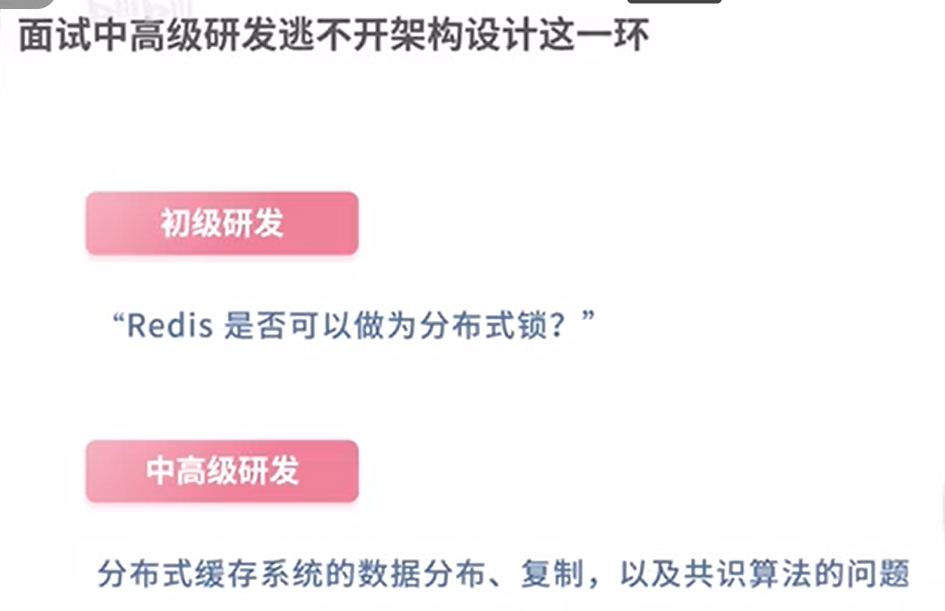 面试中高级研发逃不开架构设计这一环
初级研发
“Redis 是否可以做为分布式锁？”
中高级研发
分布式缓存系统的数据分布、复制，以及共识算法的问题